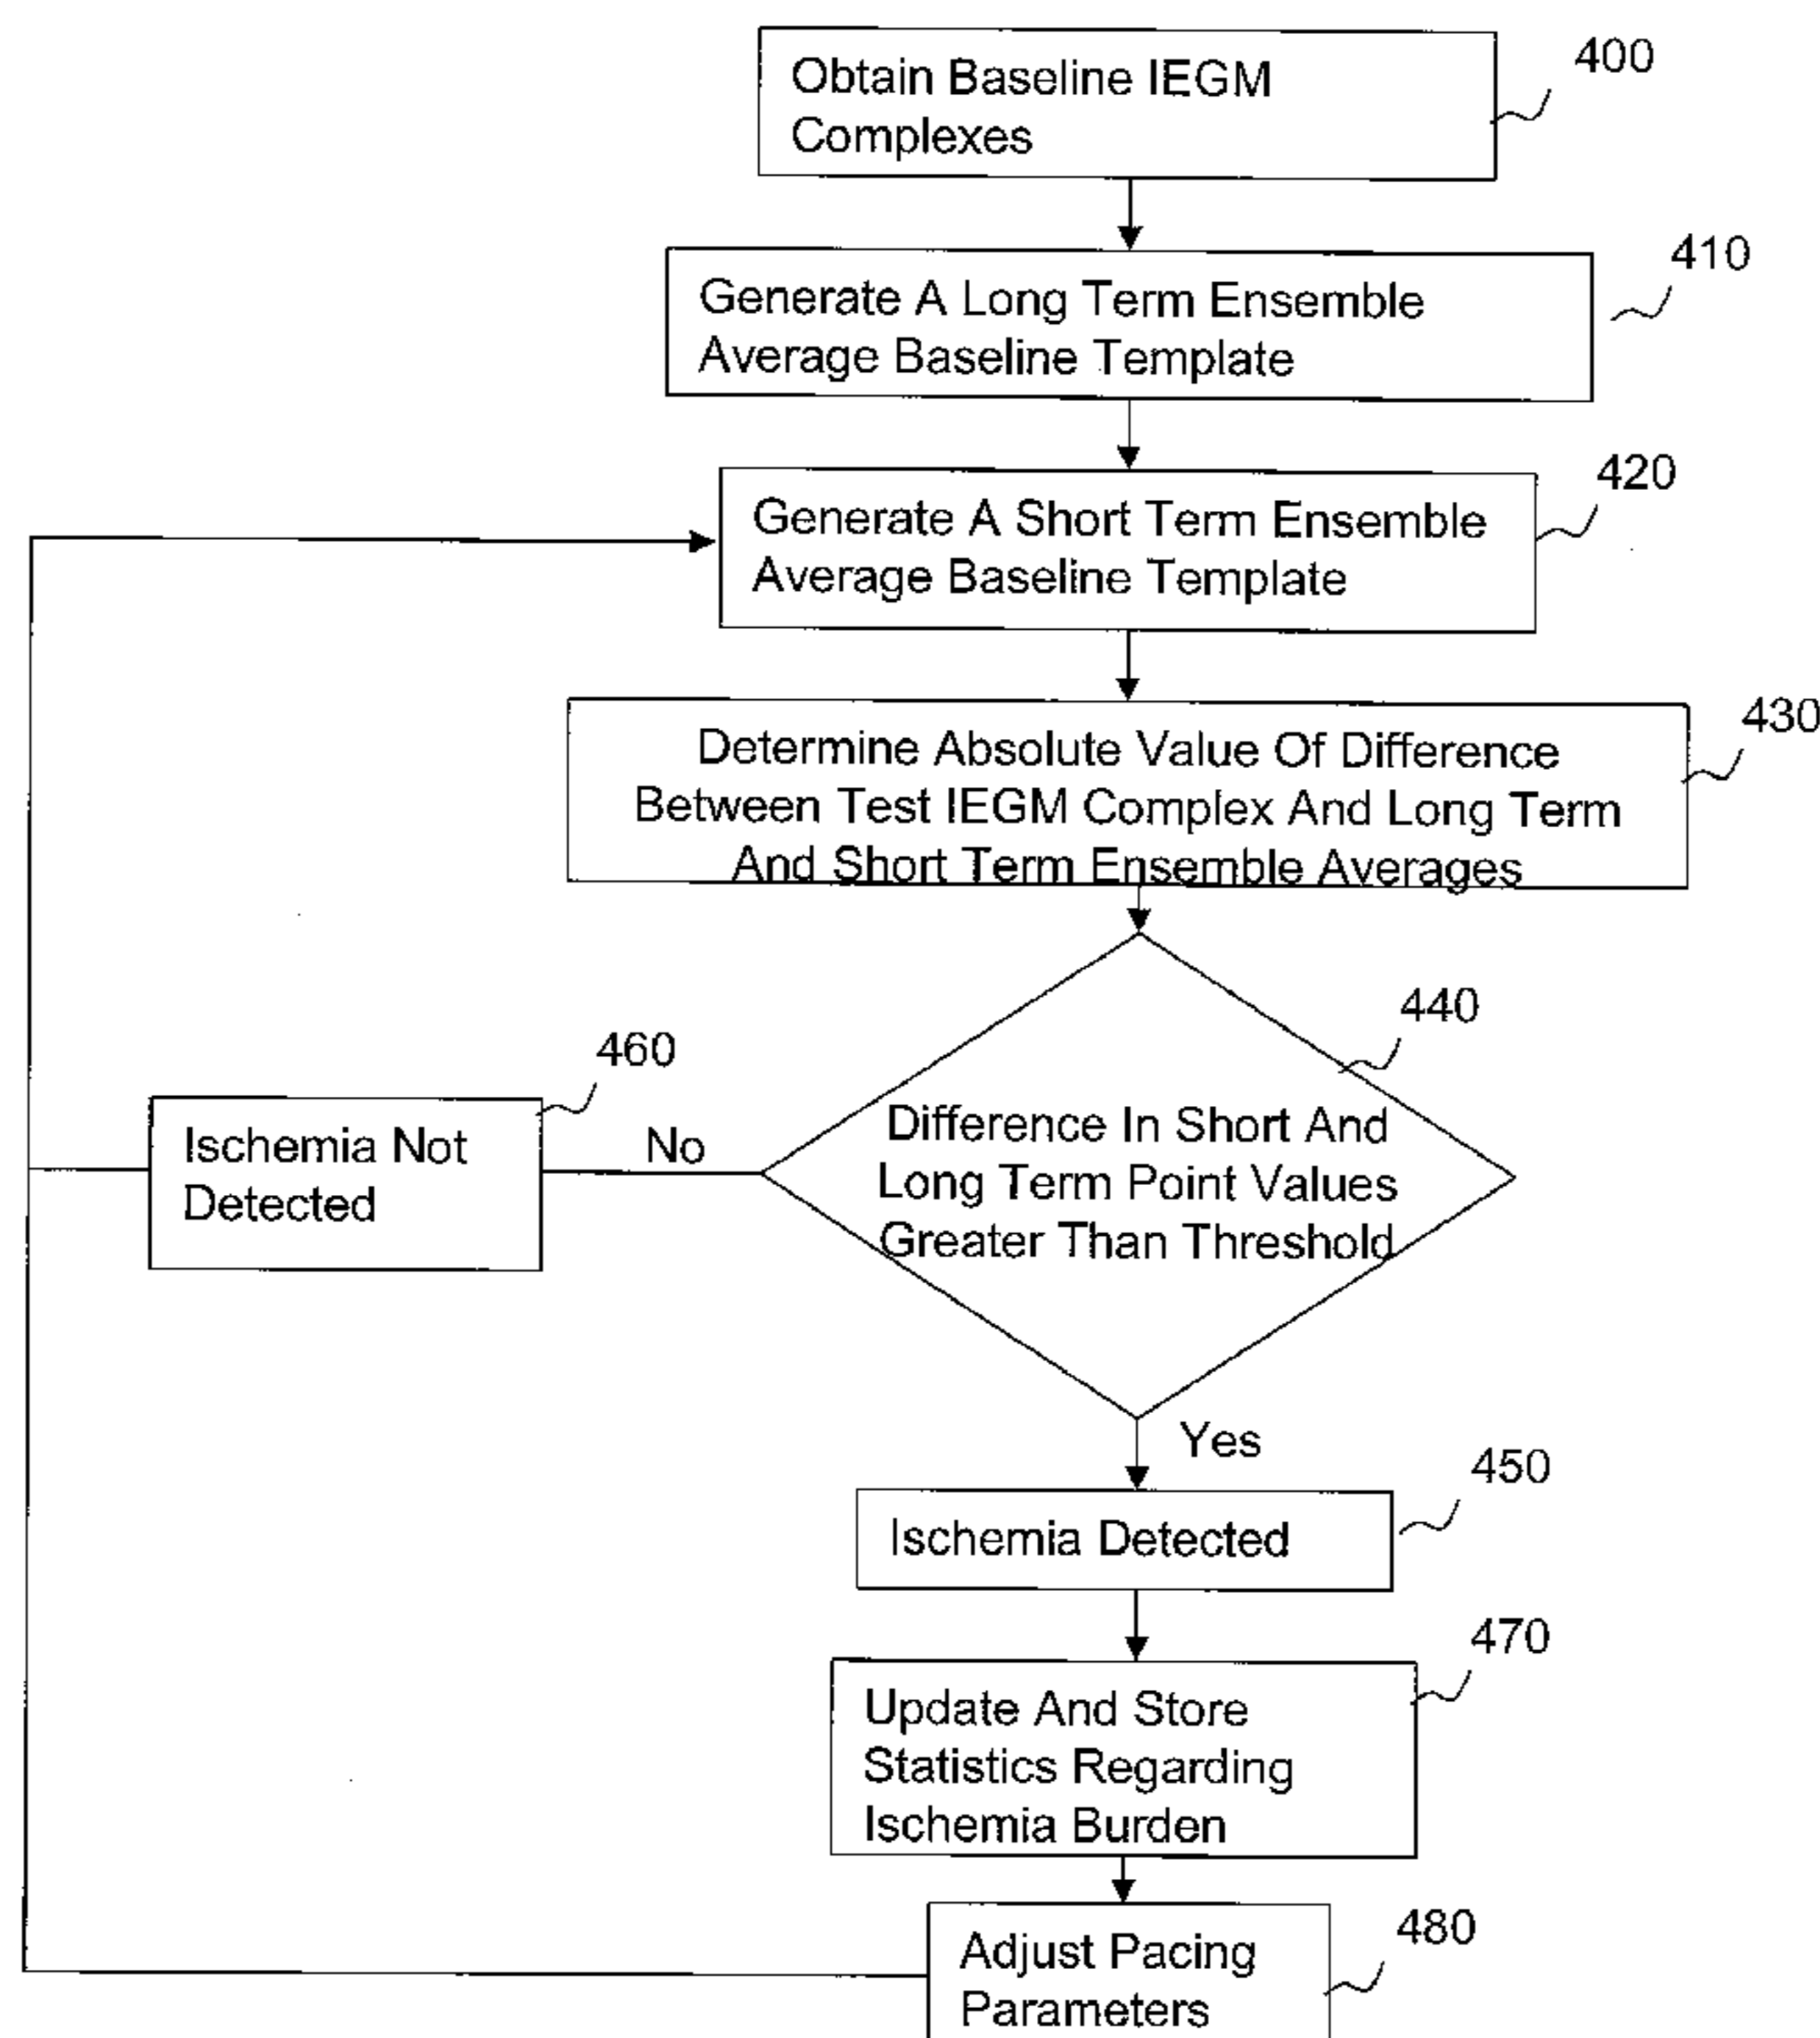 Obtain Baseline IEGM
Complexes
400
Generate A Long Term Ensemble
Average Baseline Template
410
Generate A Short Term Ensemble
Average Baseline Template
420
Determine Absolute Value Of Difference
Between Test IEGM Complex And Long Term
And Short Term Ensemble Averages
430
440
Difference In Short And
Long Term Point Values
Greater Than Threshold
No
460
Ischemia Not
Detected
Yes
450
Ischemia Detected
470
Update And Store
Statistics Regarding
Ischemia Burden
480
Adjust Pacing
Parameters